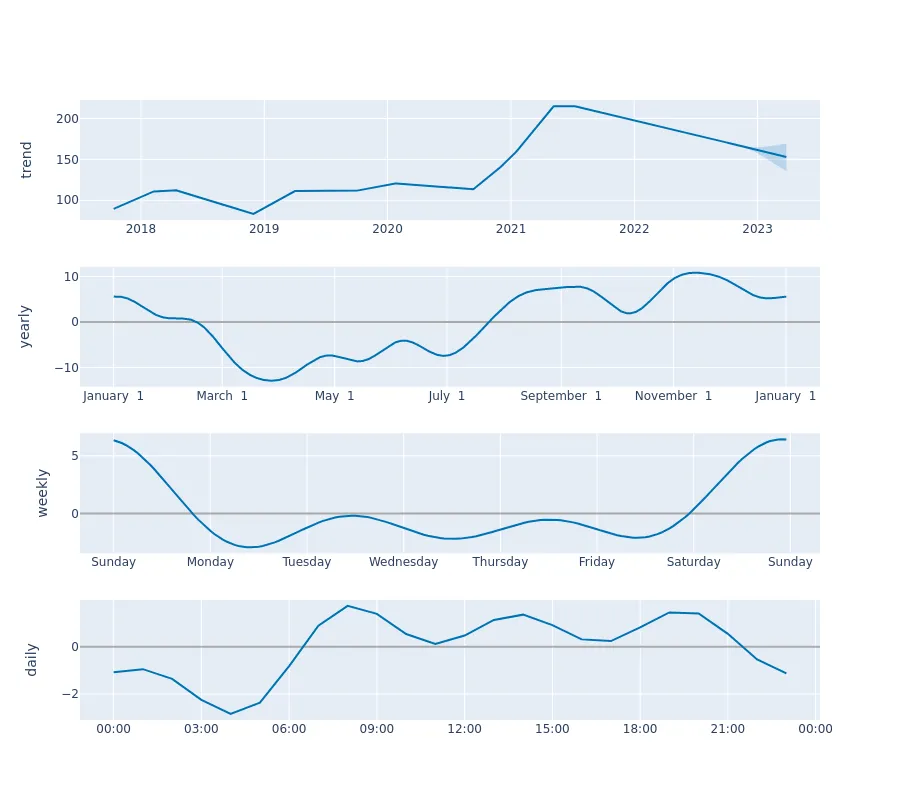 trend
200
150
100
2018 2019 2020 2021 2022 2023
yearly
10
0
−10
January 1 March 1 May 1 July 1 September 1 November 1 January 1
weekly
5
0
Sunday Monday Tuesday Wednesday Thursday Friday Saturday Sunday
daily
0
−2
00:00 03:00 06:00 09:00 12:00 15:00 18:00 21:00 00:00